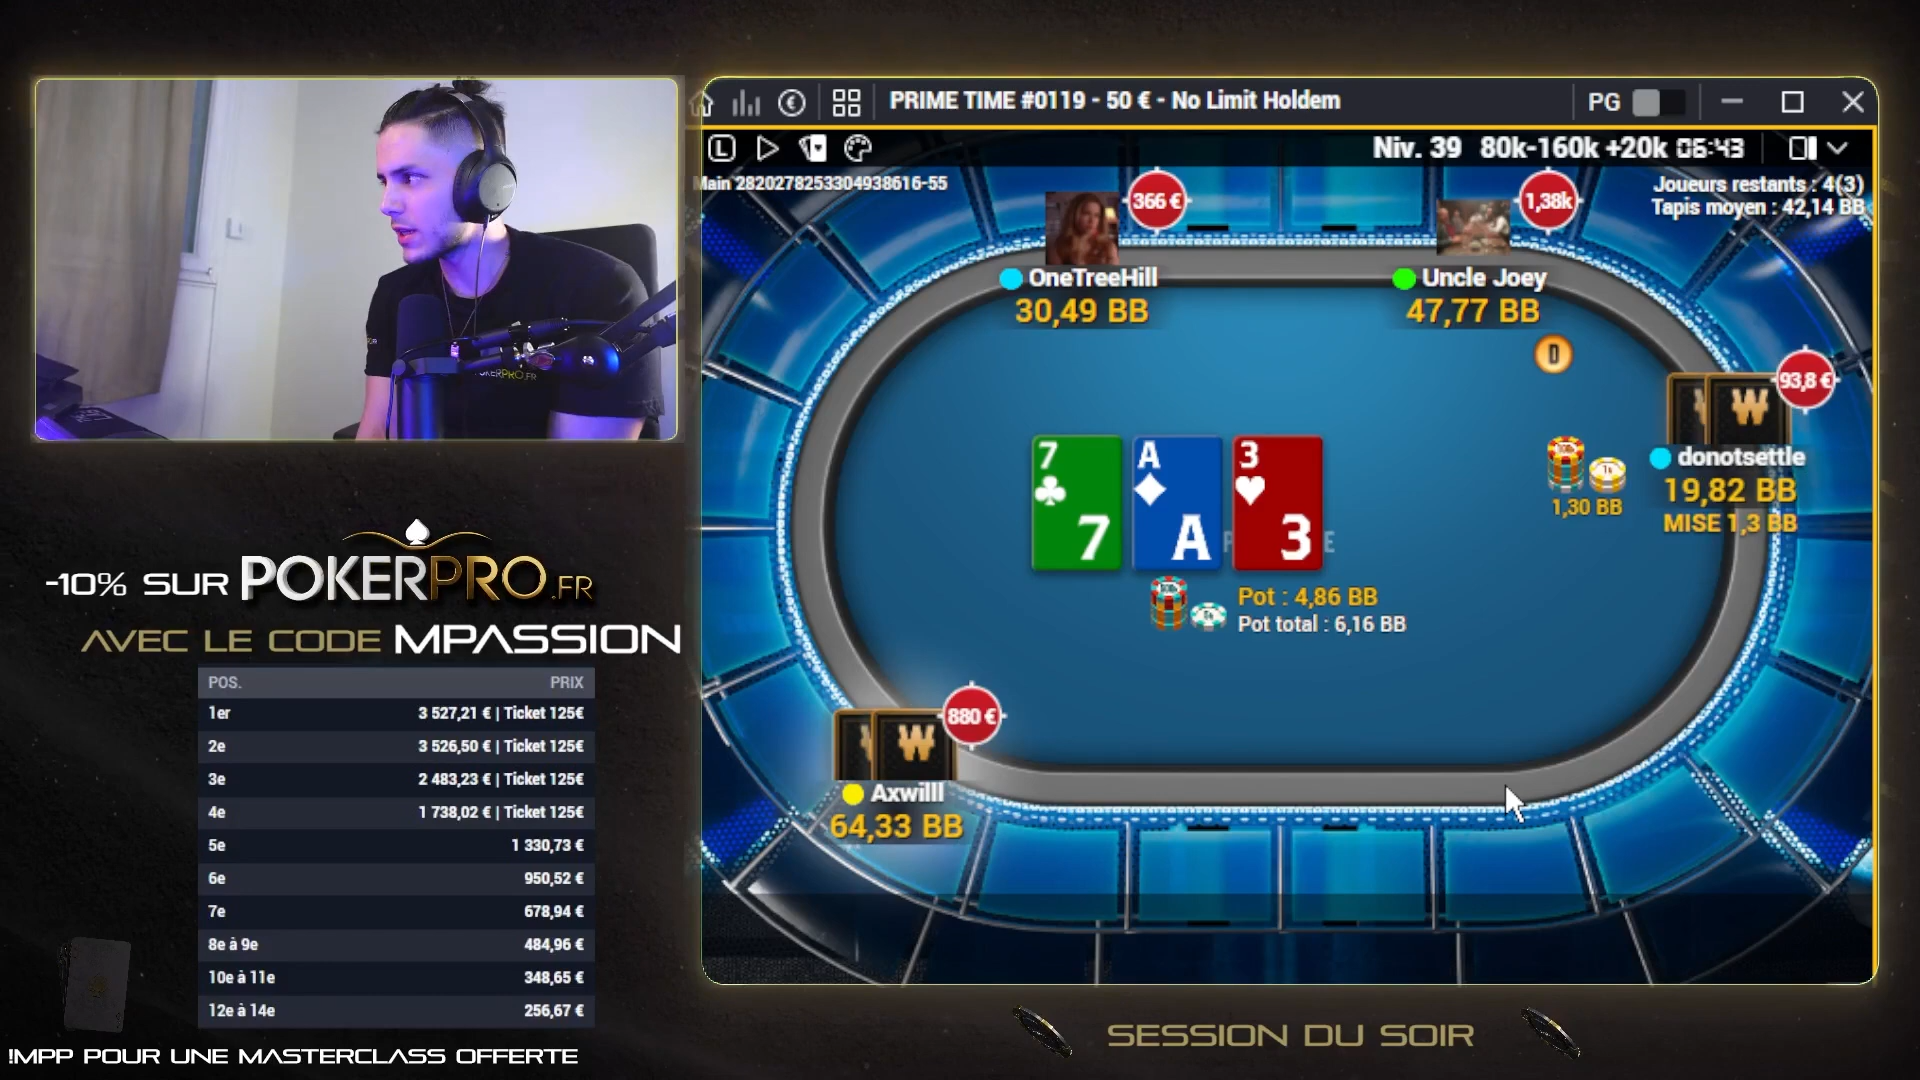 PRIME TIME #0119 - 50 € - No Limit Holdem
PG
Niv. 39 80k-160k +20k 05:43
Main 2820278253304938616-55
Joueurs restants : 4(3)
Tapis moyen : 42,14 BB
366 €
OneTreeHill
30,49 BB
1,38k
Uncle Joey
47,77 BB
D
93,8 €
W
donotsettle
19,82 BB
MISE 1,3 BB
1,30 BB
7 7
A A
3 3
Pot : 4,86 BB
Pot total : 6,16 BB
880 €
W
Axwilll
64,33 BB
-10% SUR POKERPRO.FR
AVEC LE CODE MPASSION
POS. PRIX
1er 3 527,21 € | Ticket 125€
2e 3 526,50 € | Ticket 125€
3e 2 483,23 € | Ticket 125€
4e 1 738,02 € | Ticket 125€
5e 1 330,73 €
6e 950,52 €
7e 678,94 €
8e à 9e 484,96 €
10e à 11e 348,65 €
12e à 14e 256,67 €
!MPP POUR UNE MASTERCLASS OFFERTE
SESSION DU SOIR